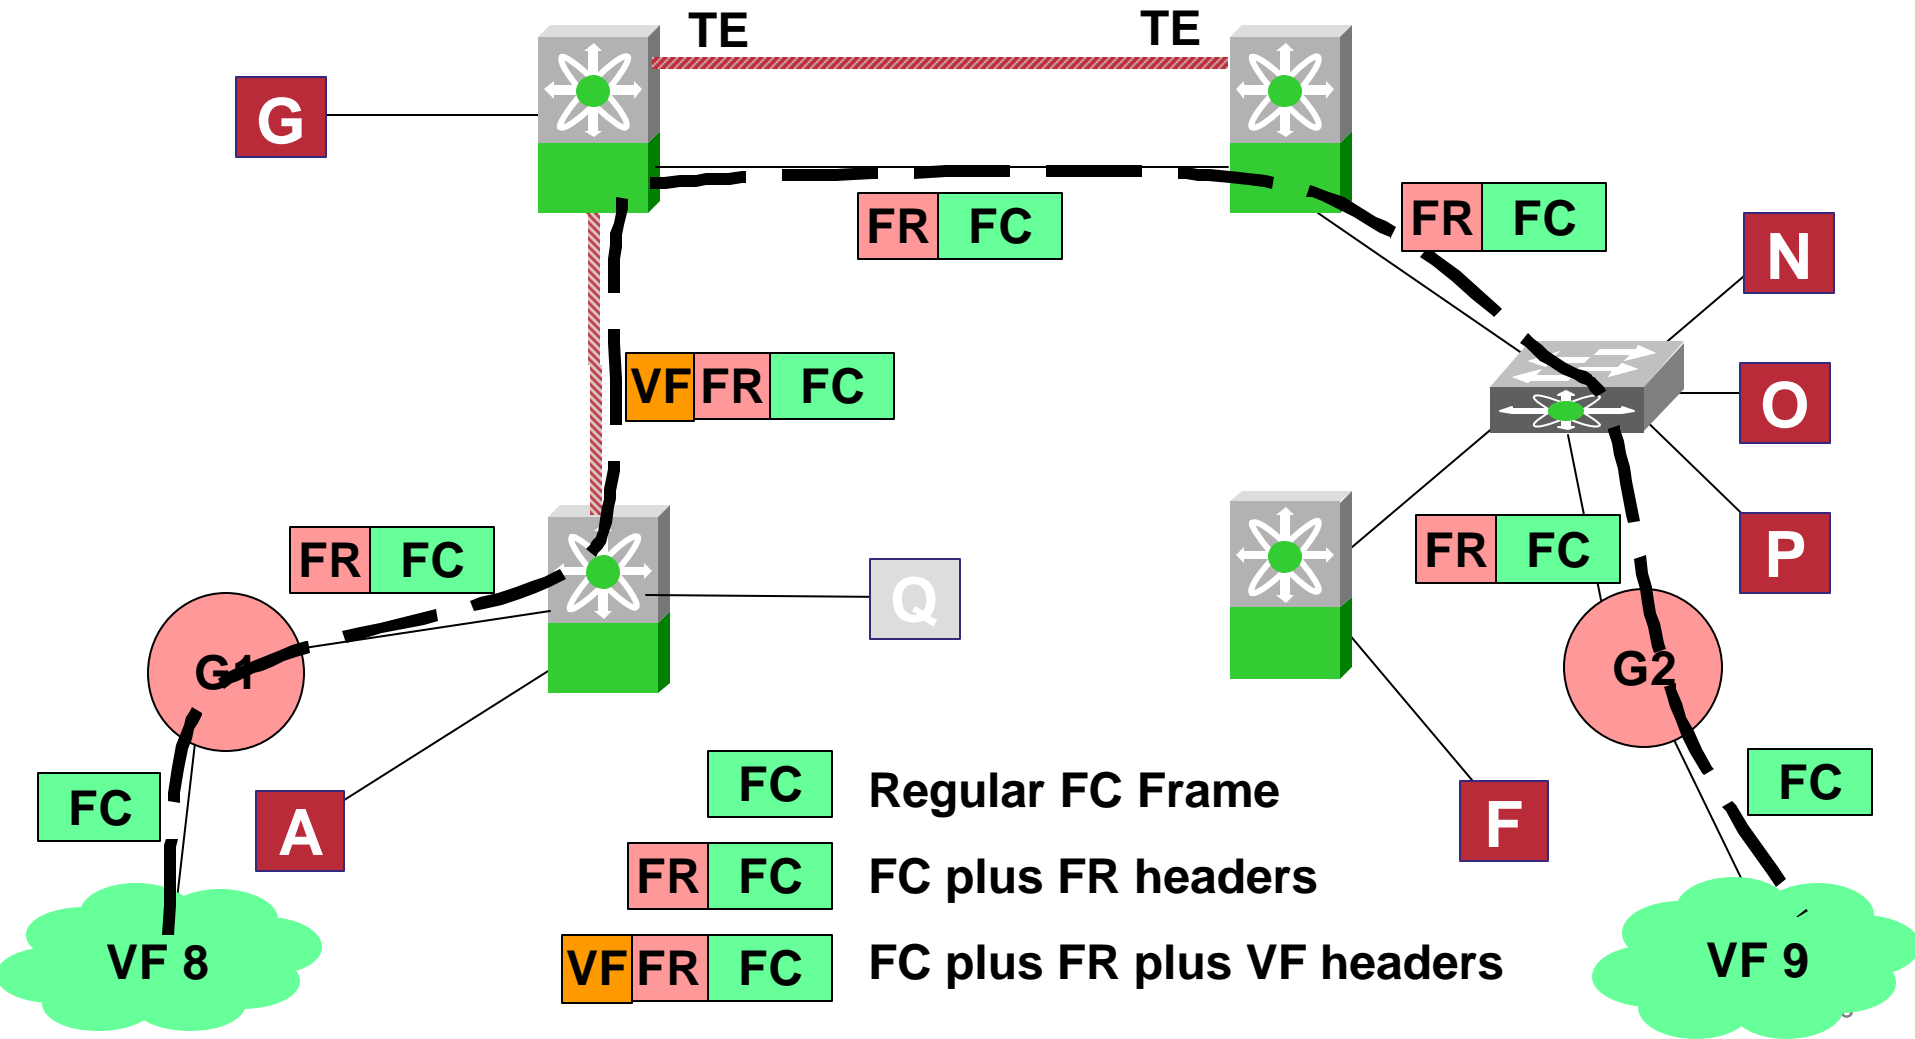 TE
TE
G
FR FC
FR FC
N
VF FR FC
O
FR FC
FR FC
P
Q
G1
G2
FC
Regular FC Frame
FC
FC
A
F
FR FC
FC plus FR headers
VF FR FC
FC plus FR plus VF headers
VF 8
VF 9